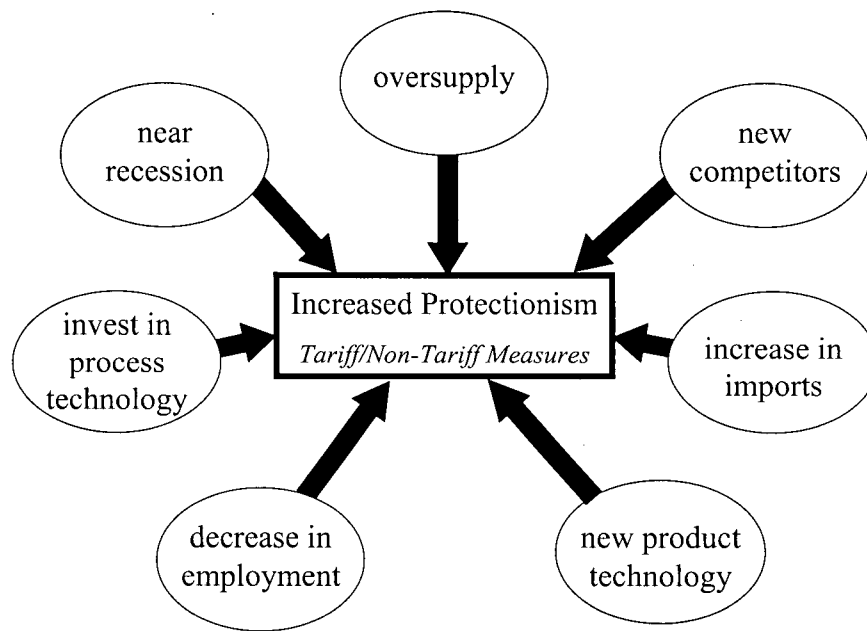 oversupply
near
recession
new
competitors
Increased Protectionism
Tariff/Non-Tariff Measures
invest in
process
technology
increase in
imports
decrease in
employment
new product
technology